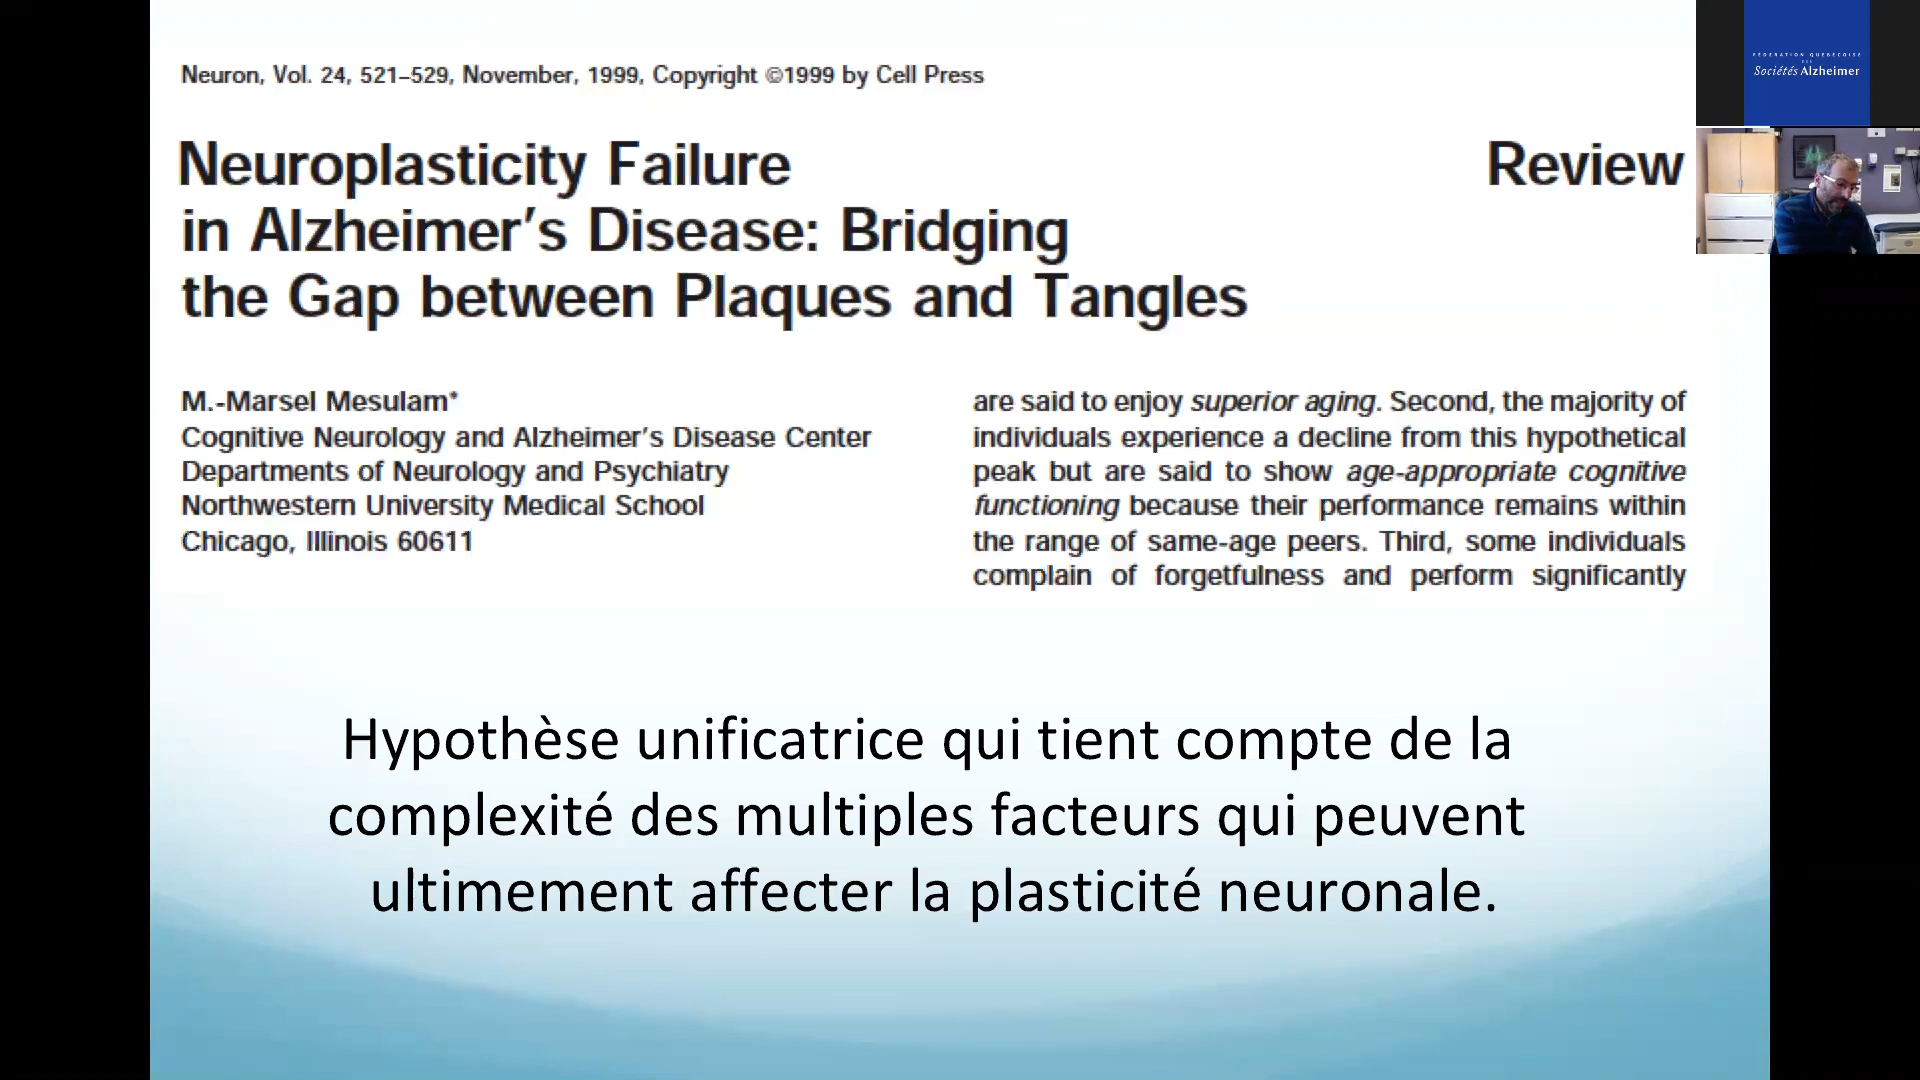 Neuron, Vol. 24, 521–529, November, 1999, Copyright ©1999 by Cell Press
Neuroplasticity Failure
in Alzheimer’s Disease: Bridging
the Gap between Plaques and Tangles
Review
M.-Marsel Mesulam*
Cognitive Neurology and Alzheimer’s Disease Center
Departments of Neurology and Psychiatry
Northwestern University Medical School
Chicago, Illinois 60611
are said to enjoy superior aging. Second, the majority of
individuals experience a decline from this hypothetical
peak but are said to show age-appropriate cognitive
functioning because their performance remains within
the range of same-age peers. Third, some individuals
complain of forgetfulness and perform significantly
Hypothèse unificatrice qui tient compte de la
complexité des multiples facteurs qui peuvent
ultimement affecter la plasticité neuronale.
FÉDÉRATION QUÉBÉCOISE
DES
Sociétés Alzheimer